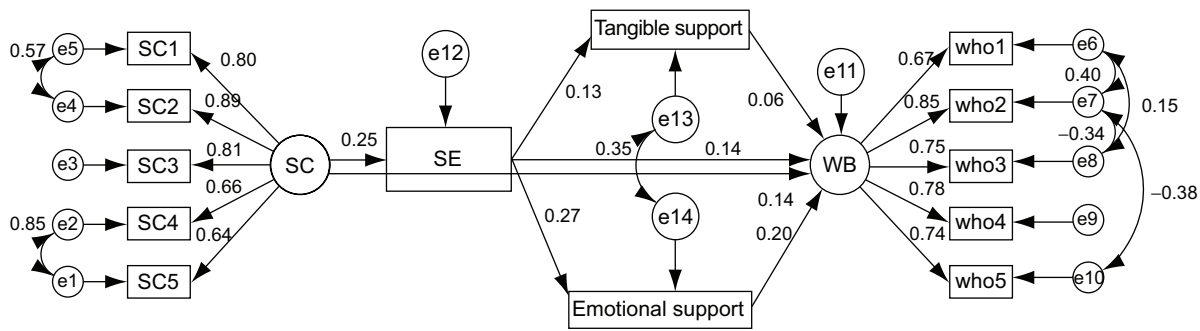 Tangible support
0.57
e5
SC1
e12
who1
e6
0.80
0.67
0.40
e11
e4
SC2
0.89
0.13
0.06
0.85
who2
e7
0.15
e13
0.25
0.35
0.14
0.75
−0.34
e3
SC3
0.81
SC
SE
WB
who3
e8
0.66
0.14
0.78
−0.38
0.85
e2
SC4
0.27
e14
0.20
who4
e9
0.64
0.74
e1
SC5
who5
e10
Emotional support